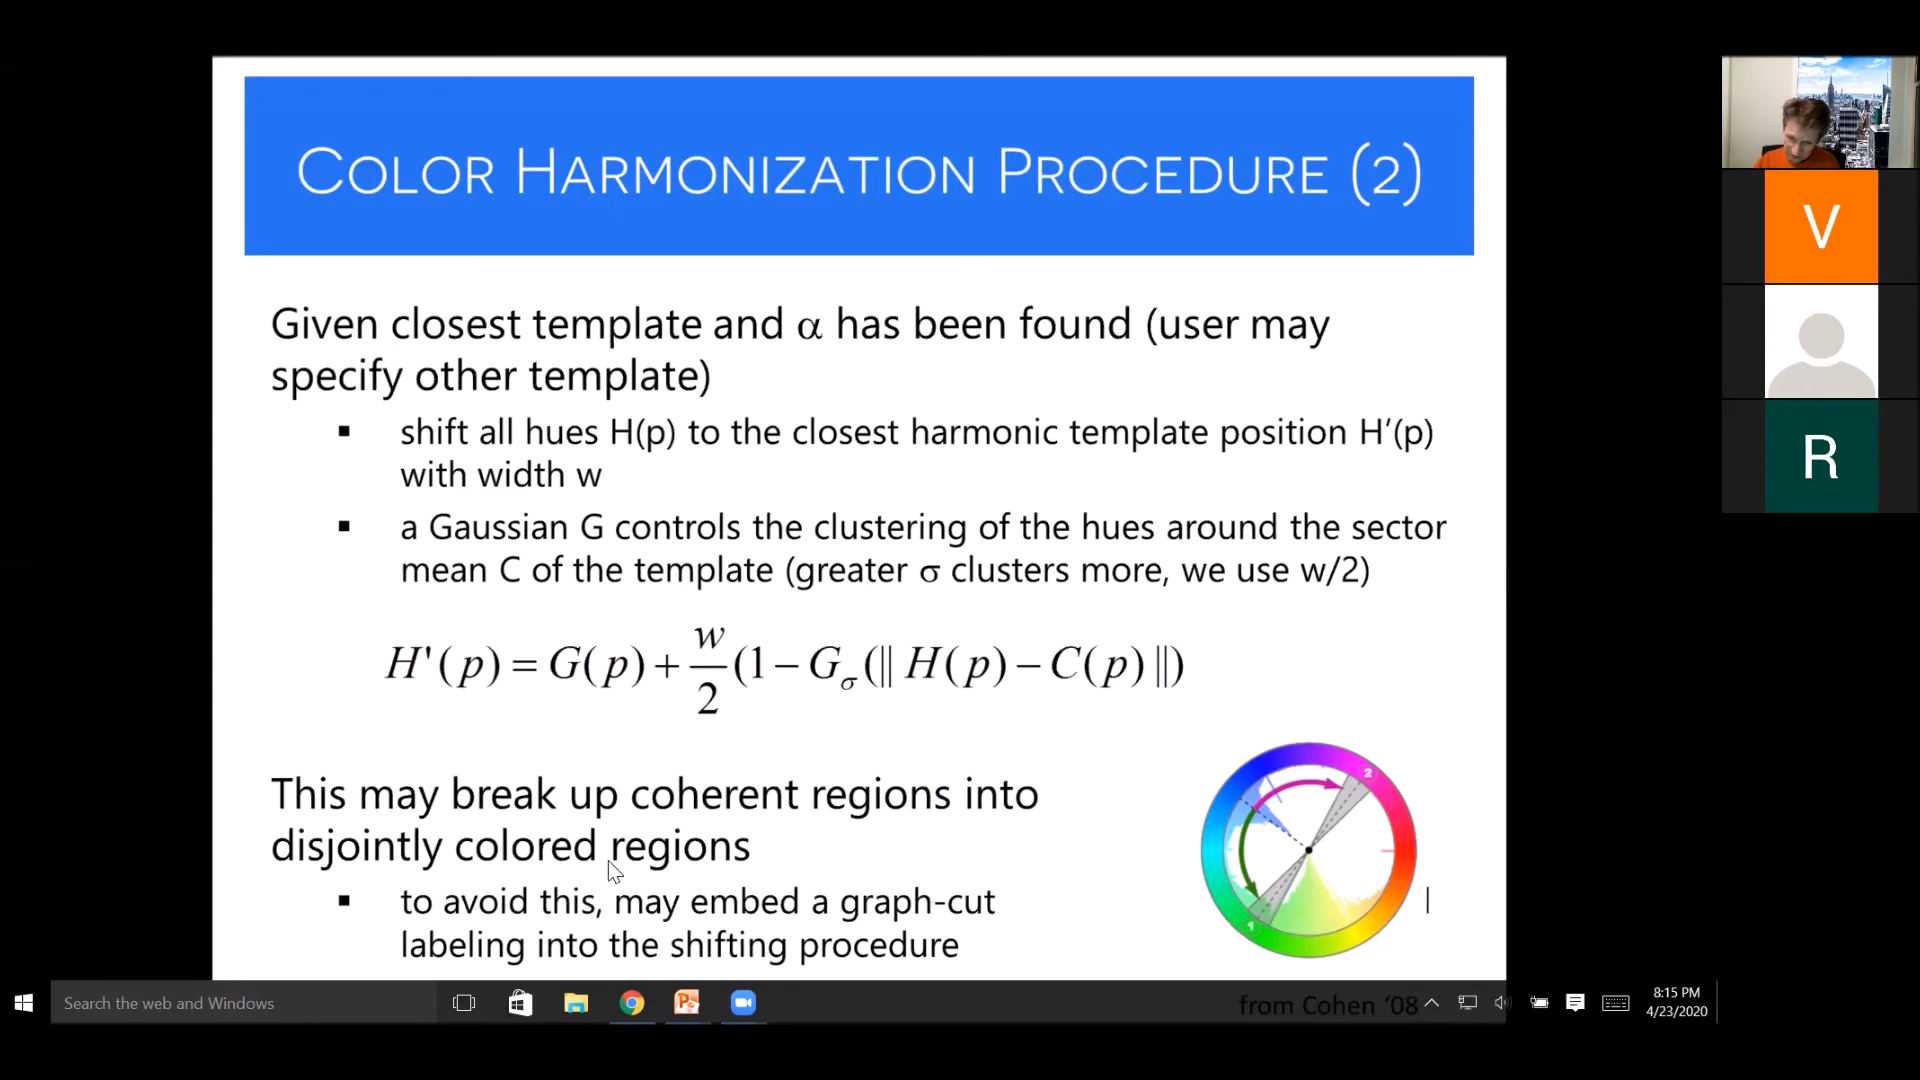 COLOR HARMONIZATION PROCEDURE (2)
Given closest template and α has been found (user may
specify other template)
▪ shift all hues H(p) to the closest harmonic template position H’(p)
with width w
▪ a Gaussian G controls the clustering of the hues around the sector
mean C of the template (greater σ clusters more, we use w/2)
H'(p) = G(p) + w/2 (1 − Gσ(|| H(p) − C(p) ||)
This may break up coherent regions into
disjointly colored regions
▪ to avoid this, may embed a graph-cut
labeling into the shifting procedure
2
1
from Cohen ‘08
V
R
Search the web and Windows
8:15 PM
4/23/2020